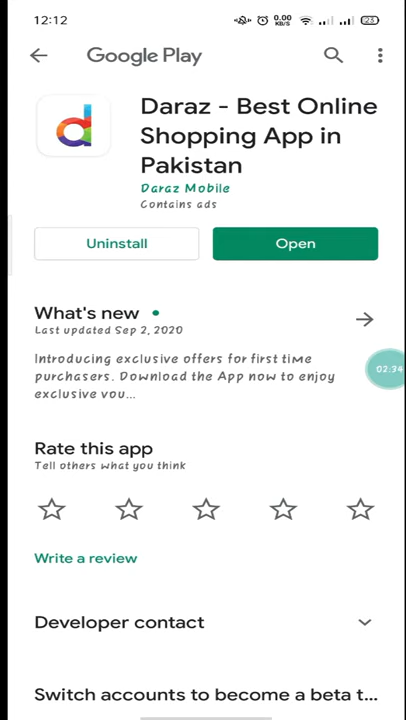 12:12
0.00
KB/S
23
Google Play
d
Daraz - Best Online
Shopping App in
Pakistan
Daraz Mobile
Contains ads
Uninstall
Open
What's new
Last updated Sep 2, 2020
Introducing exclusive offers for first time
purchasers. Download the App now to enjoy
exclusive vou...
02:34
Rate this app
Tell others what you think
Write a review
Developer contact
Switch accounts to become a beta t...